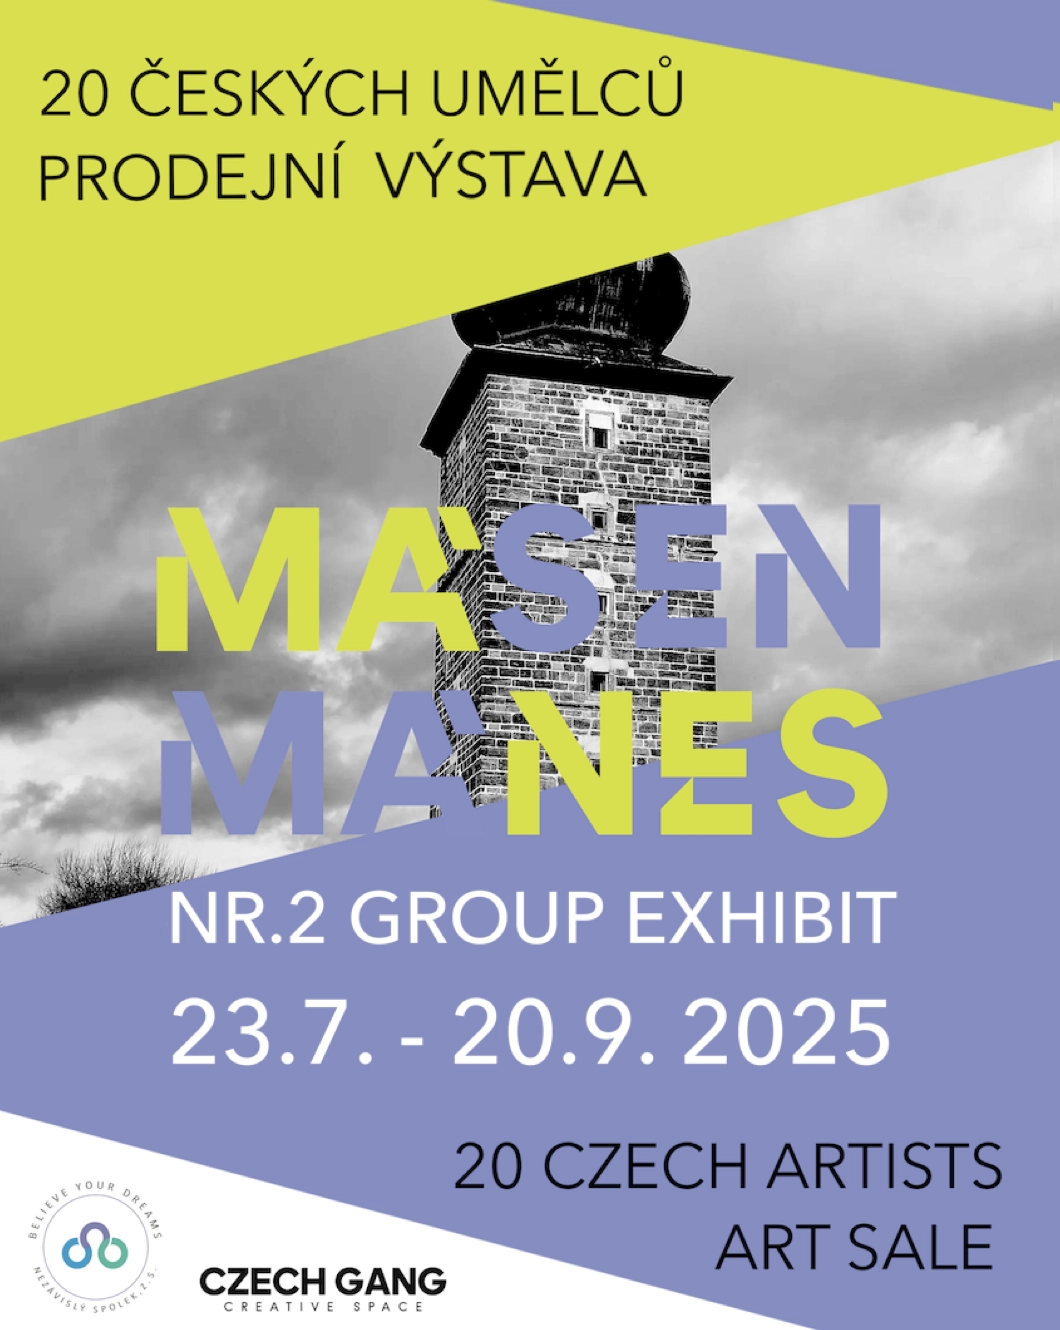 20 ČESKÝCH UMĚLCŮ
PRODEJNÍ VÝSTAVA
MÁSEN
MÁNES
NR.2 GROUP EXHIBIT
23.7. - 20.9. 2025
20 CZECH ARTISTS
ART SALE
BELIEVE YOUR DREAMS
NEZÁVISLÝ SPOLEK,Z.S.
CZECH GANG
CREATIVE SPACE